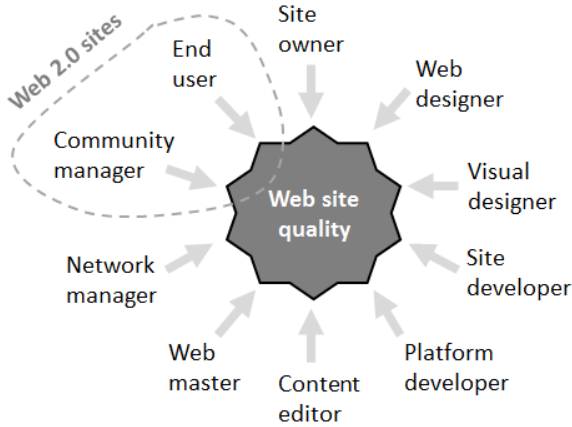 Web 2.0 sites
End
user
Site
owner
Web
designer
Community
manager
Web site
quality
Visual
designer
Network
manager
Site
developer
Web
master
Content
editor
Platform
developer